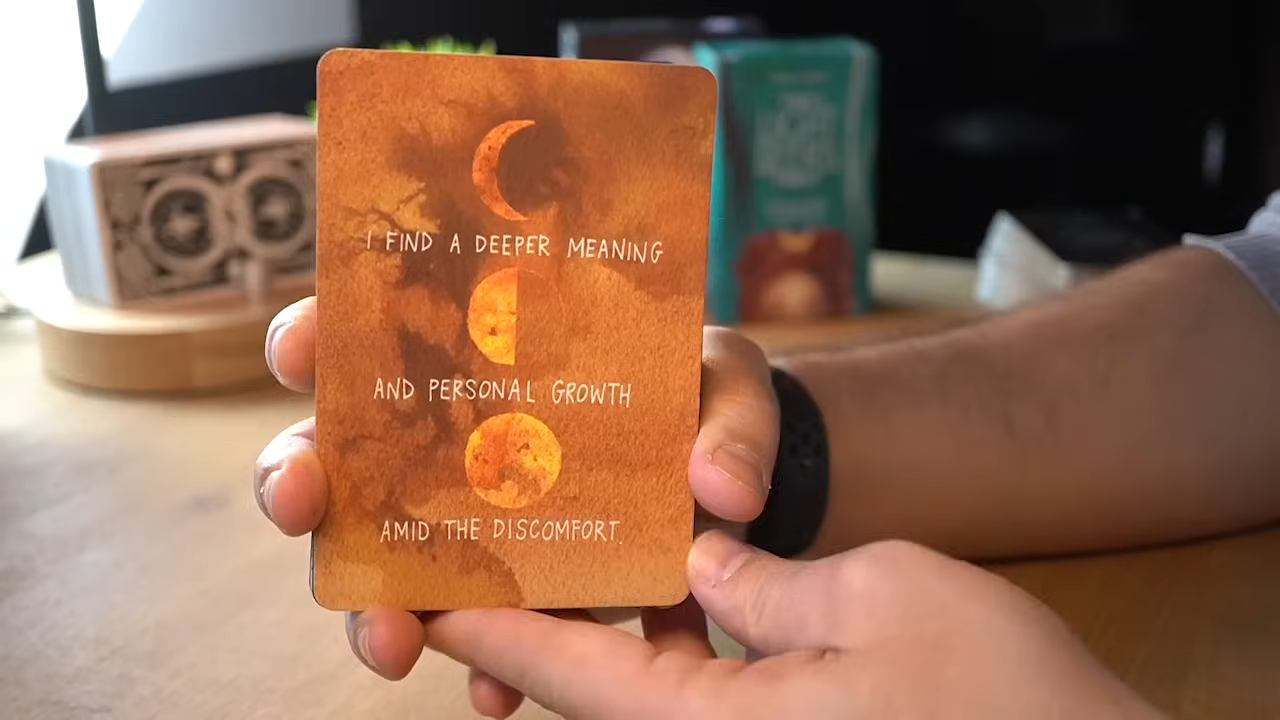 I FIND A DEEPER MEANING
AND PERSONAL GROWTH
AMID THE DISCOMFORT.